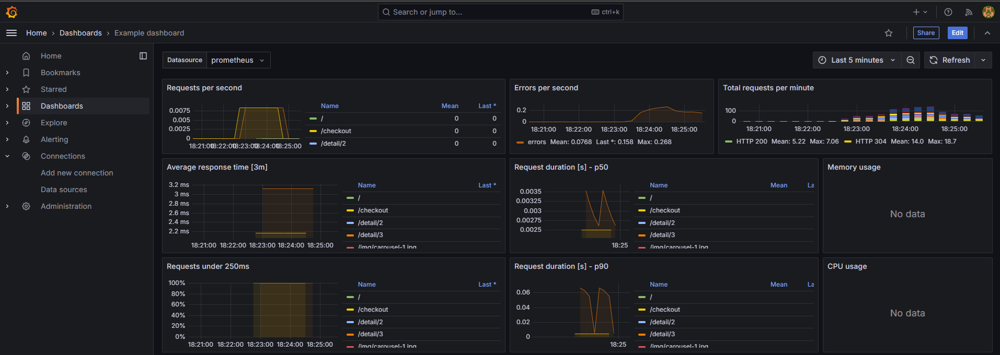 Search or jump to...
ctrl+k
Home › Dashboards › Example dashboard
Share
Edit
Home
Bookmarks
Starred
Dashboards
Explore
Alerting
Connections
Add new connection
Data sources
Administration
Datasource
prometheus
Last 5 minutes
Refresh
Requests per second
0.0075
0.005
0.0025
0
18:21:00 18:22:00 18:23:00 18:24:00 18:25:00
Name Mean Last *
/ 0 0
/checkout 0 0
/detail/2 0 0
Errors per second
0.2
0
18:21:00 18:22:00 18:23:00 18:24:00 18:25:00
errors Mean: 0.0768 Last *: 0.158 Max: 0.268
Total requests per minute
100
0
18:21:00 18:22:00 18:23:00 18:24:00 18:25:00
HTTP 200 Mean: 5.22 Max: 7.06 HTTP 304 Mean: 14.0 Max: 18.7
Average response time [3m]
3.2 ms
3 ms
2.8 ms
2.6 ms
2.4 ms
2.2 ms
18:21:00 18:22:00 18:23:00 18:24:00 18:25:00
Name Last *
/
/checkout
/detail/2
/detail/3
/img/carousel-1.jpg
Request duration [s] - p50
0.0035
0.00325
0.003
0.00275
0.0025
18:25
Name Mean La
/
/checkout
/detail/2
/detail/3
/img/carousel-1.jpg
Memory usage
No data
Requests under 250ms
100%
80%
60%
40%
20%
0%
18:21:00 18:22:00 18:23:00 18:24:00 18:25:00
Name Last *
/
/checkout
/detail/2
/detail/3
/img/carousel-1.jpg
Request duration [s] - p90
0.06
0.04
0.02
0
18:25
Name Mean La
/
/checkout
/detail/2
/detail/3
/img/carousel-1.jpg
CPU usage
No data